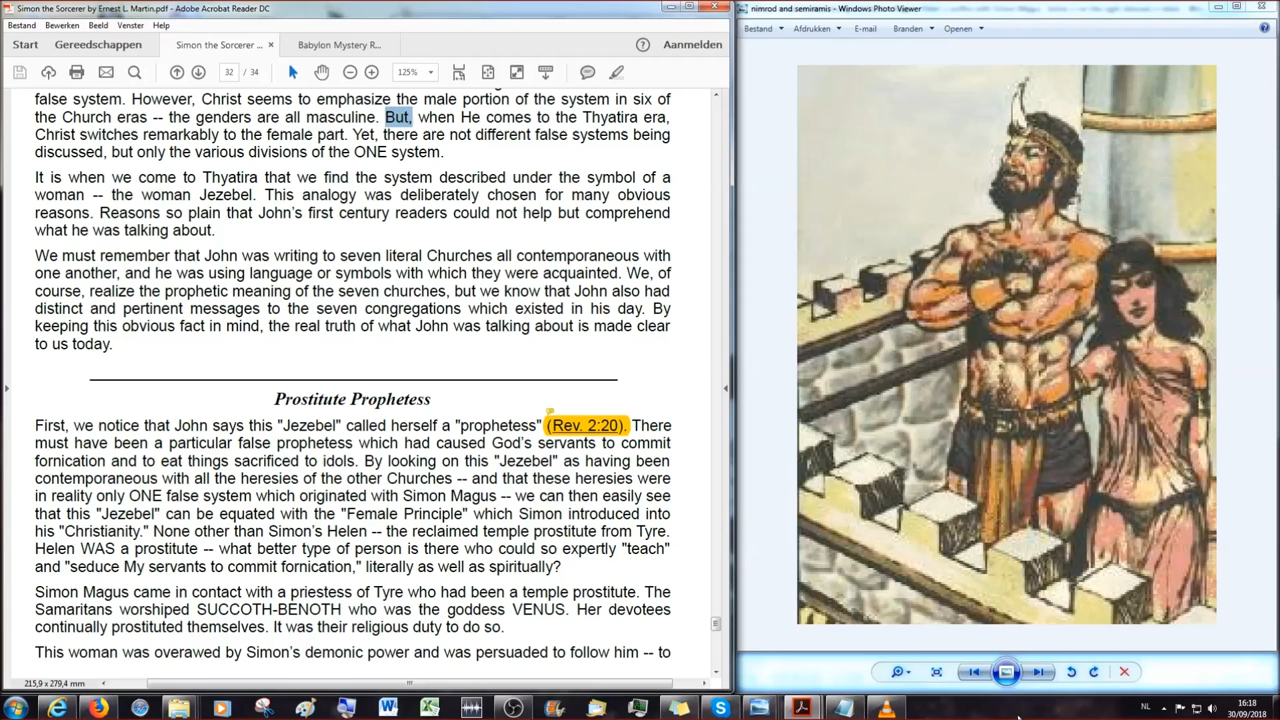 Simon the Sorcerer by Ernest L. Martin.pdf - Adobe Acrobat Reader DC
Bestand Bewerken Beeld Venster Help
Start Gereedschappen Simon the Sorcerer ... × Babylon Mystery R... Aanmelden
32 / 34 125%
false system. However, Christ seems to emphasize the male portion of the system in six of
the Church eras -- the genders are all masculine. But, when He comes to the Thyatira era,
Christ switches remarkably to the female part. Yet, there are not different false systems being
discussed, but only the various divisions of the ONE system.
It is when we come to Thyatira that we find the system described under the symbol of a
woman -- the woman Jezebel. This analogy was deliberately chosen for many obvious
reasons. Reasons so plain that John's first century readers could not help but comprehend
what he was talking about.
We must remember that John was writing to seven literal Churches all contemporaneous with
one another, and he was using language or symbols with which they were acquainted. We, of
course, realize the prophetic meaning of the seven churches, but we know that John also had
distinct and pertinent messages to the seven congregations which existed in his day. By
keeping this obvious fact in mind, the real truth of what John was talking about is made clear
to us today.
Prostitute Prophetess
First, we notice that John says this "Jezebel" called herself a "prophetess" (Rev. 2:20). There
must have been a particular false prophetess which had caused God's servants to commit
fornication and to eat things sacrificed to idols. By looking on this "Jezebel" as having been
contemporaneous with all the heresies of the other Churches -- and that these heresies were
in reality only ONE false system which originated with Simon Magus -- we can then easily see
that this "Jezebel" can be equated with the "Female Principle" which Simon introduced into
his "Christianity." None other than Simon's Helen -- the reclaimed temple prostitute from Tyre.
Helen WAS a prostitute -- what better type of person is there who could so expertly "teach"
and "seduce My servants to commit fornication," literally as well as spiritually?
Simon Magus came in contact with a priestess of Tyre who had been a temple prostitute. The
Samaritans worshiped SUCCOTH-BENOTH who was the goddess VENUS. Her devotees
continually prostituted themselves. It was their religious duty to do so.
This woman was overawed by Simon's demonic power and was persuaded to follow him -- to
215,9 x 279,4 mm
nimrod and semiramis - Windows Photo Viewer
Bestand Afdrukken E-mail Branden Openen
NL 16:18
30/09/2018